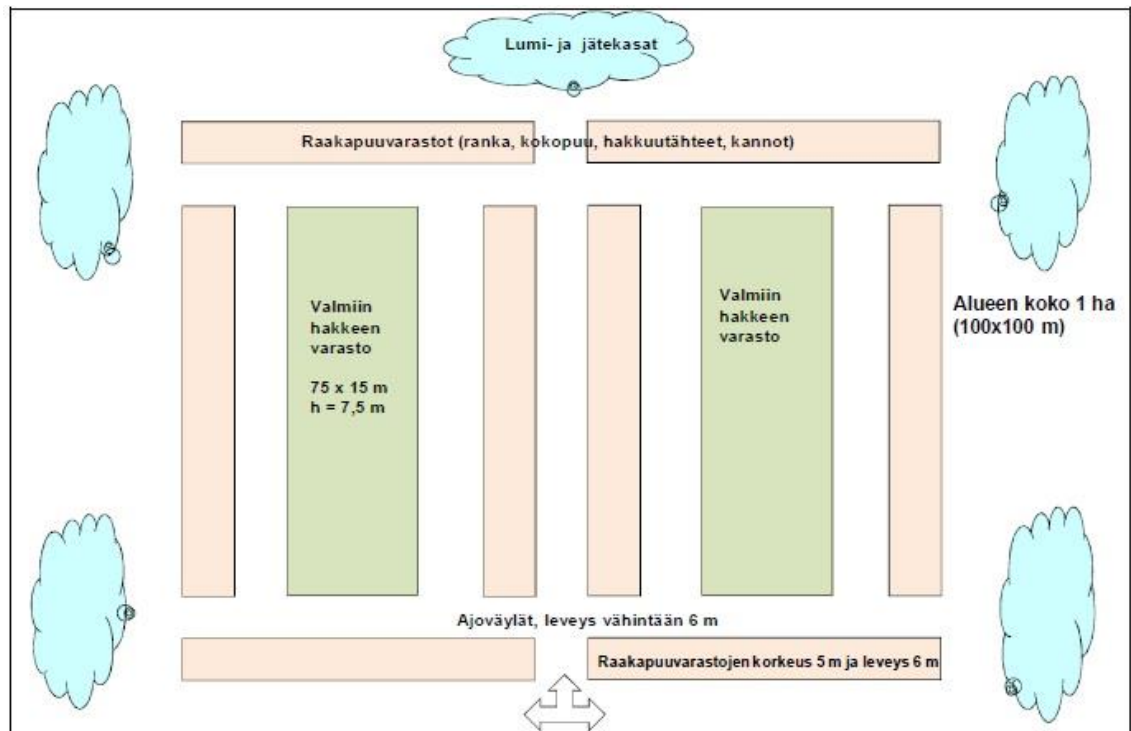 Lumi- ja jätekasat
Raakapuuvarastot (ranka, kokopuu, hakkuutähteet, kannot)
Valmiin
hakkeen
varasto
75 x 15 m
h = 7,5 m
Valmiin
hakkeen
varasto
Alueen koko 1 ha
(100x100 m)
Ajoväylät, leveys vähintään 6 m
Raakapuuvarastojen korkeus 5 m ja leveys 6 m